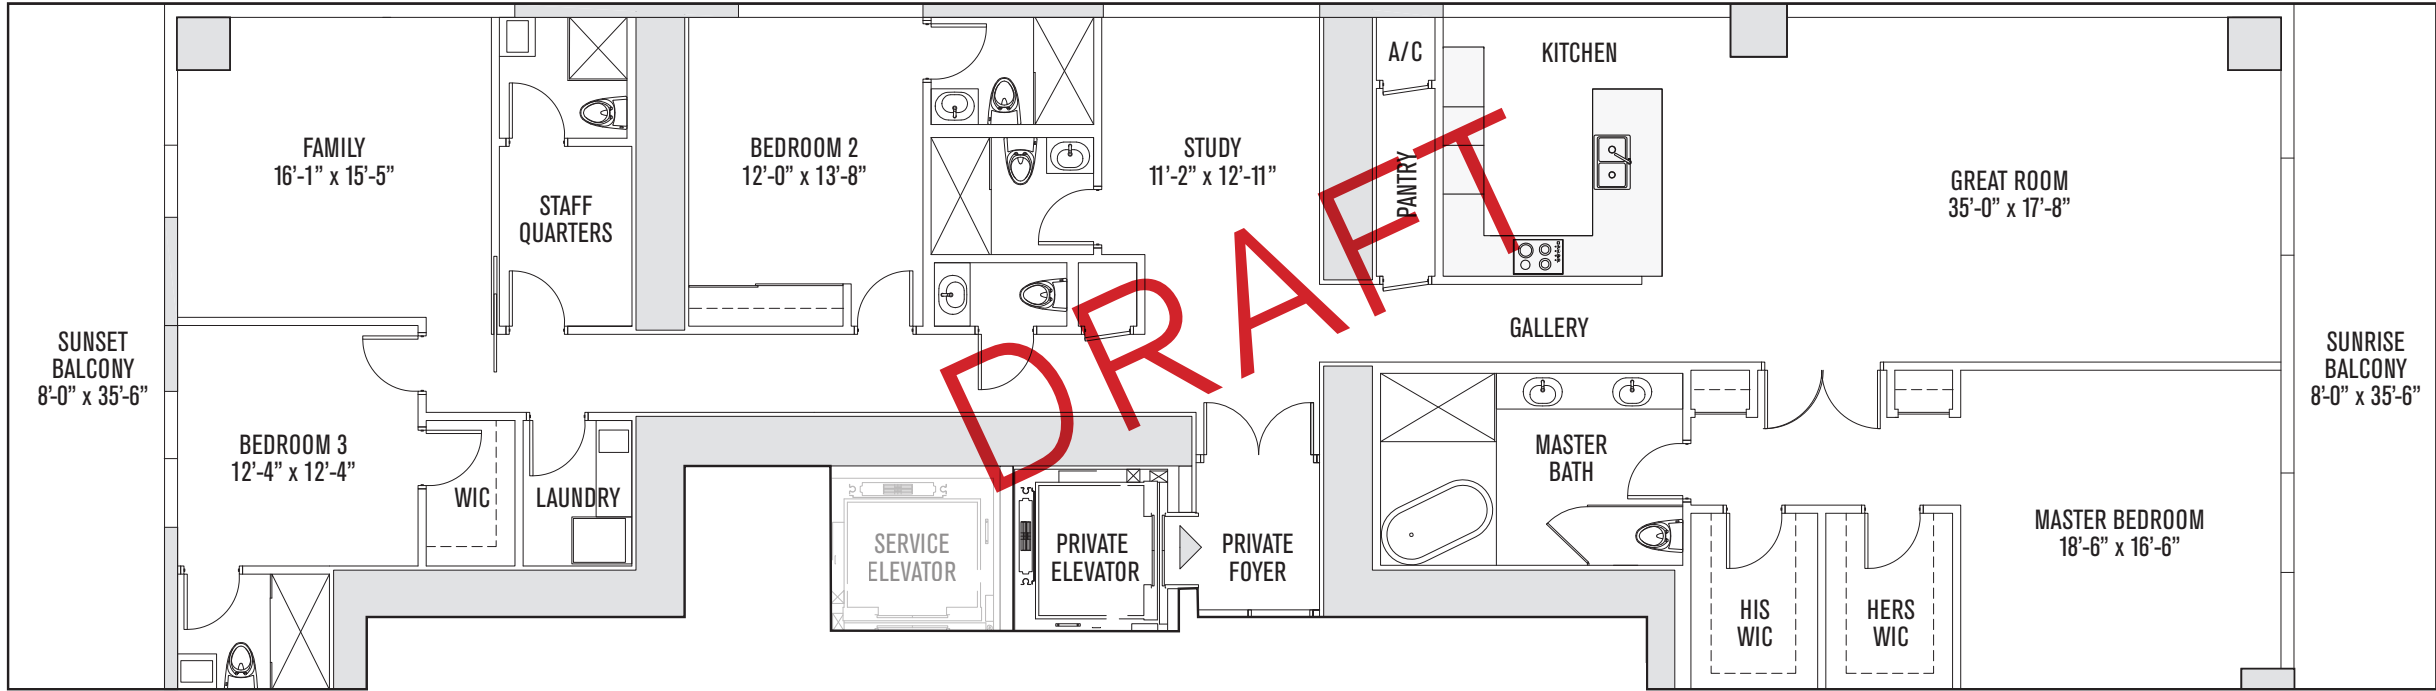 SUNSET
BALCONY
8'-0" x 35'-6"
FAMILY
16'-1" x 15'-5"
STAFF
QUARTERS
BEDROOM 3
12'-4" x 12'-4"
WIC
LAUNDRY
BEDROOM 2
12'-0" x 13'-8"
STUDY
11'-2" x 12'-11"
A/C
PANTRY
KITCHEN
GREAT ROOM
35'-0" x 17'-8"
GALLERY
DRAFT
SERVICE
ELEVATOR
PRIVATE
ELEVATOR
PRIVATE
FOYER
MASTER
BATH
HIS
WIC
HERS
WIC
MASTER BEDROOM
18'-6" x 16'-6"
SUNRISE
BALCONY
8'-0" x 35'-6"